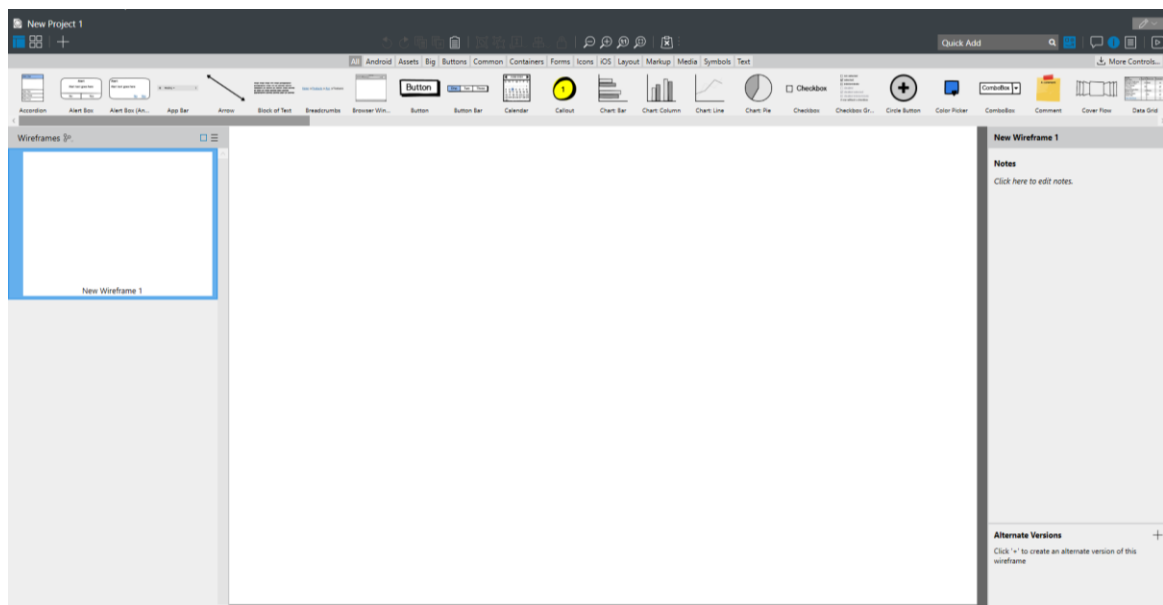 New Project 1
Quick Add
All Android Assets Big Buttons Common Containers Forms Icons iOS Layout Markup Media Symbols Text
More Controls...
Button
1
Checkbox
ComboBox
Accordion Alert Box Alert Box (An... App Bar Arrow Block of Text Breadcrumbs Browser Win... Button Button Bar Calendar Callout Chart: Bar Chart: Column Chart: Line Chart: Pie Checkbox Checkbox Gr... Circle Button Color Picker ComboBox Comment Cover Flow Data Grid
Wireframes
New Wireframe 1
New Wireframe 1
Notes
Click here to edit notes.
Alternate Versions
Click '+' to create an alternate version of this
wireframe